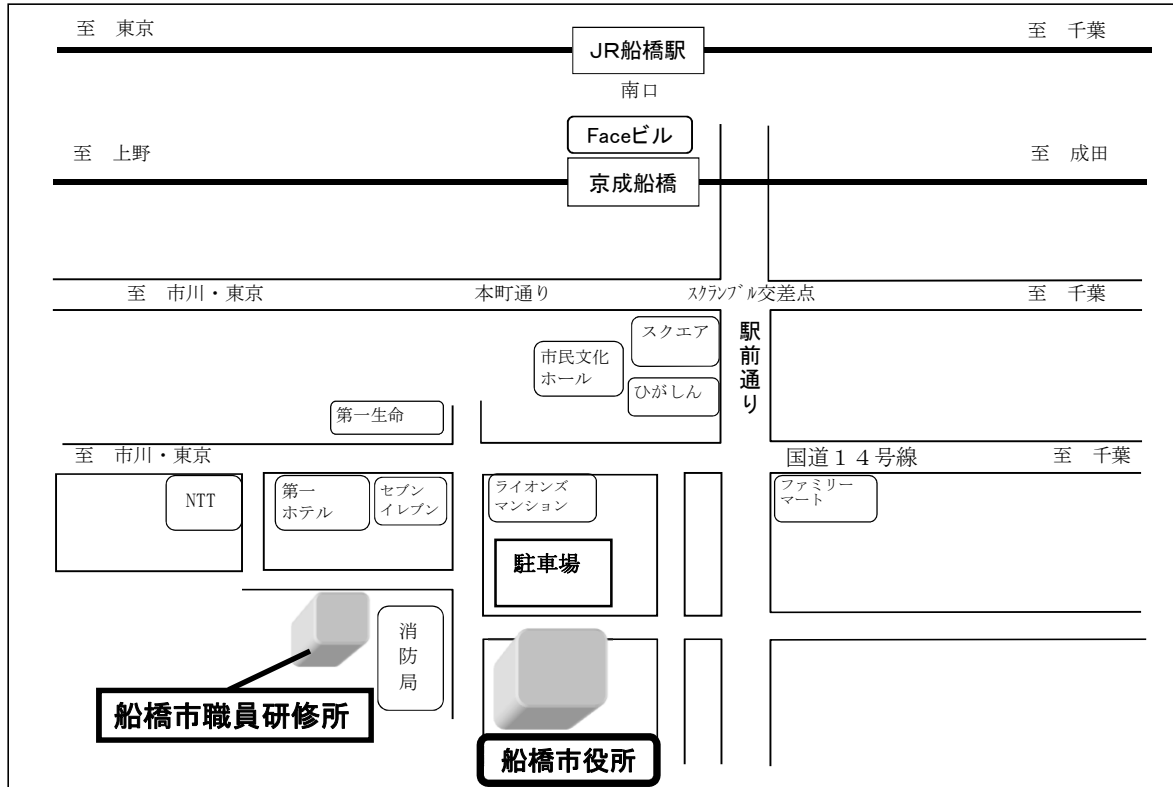 至　東京
至　千葉
ＪＲ船橋駅
南口
Faceビル
至　上野
至　成田
京成船橋
至　市川・東京
本町通り
ｽｸﾗﾝﾌﾞﾙ交差点
至　千葉
スクエア
駅前通り
市民文化
ホール
ひがしん
第一生命
至　市川・東京
国道１４号線
至　千葉
NTT
第一
ホテル
セブン
イレブン
ライオンズ
マンション
ファミリー
マート
駐車場
消防局
船橋市職員研修所
船橋市役所